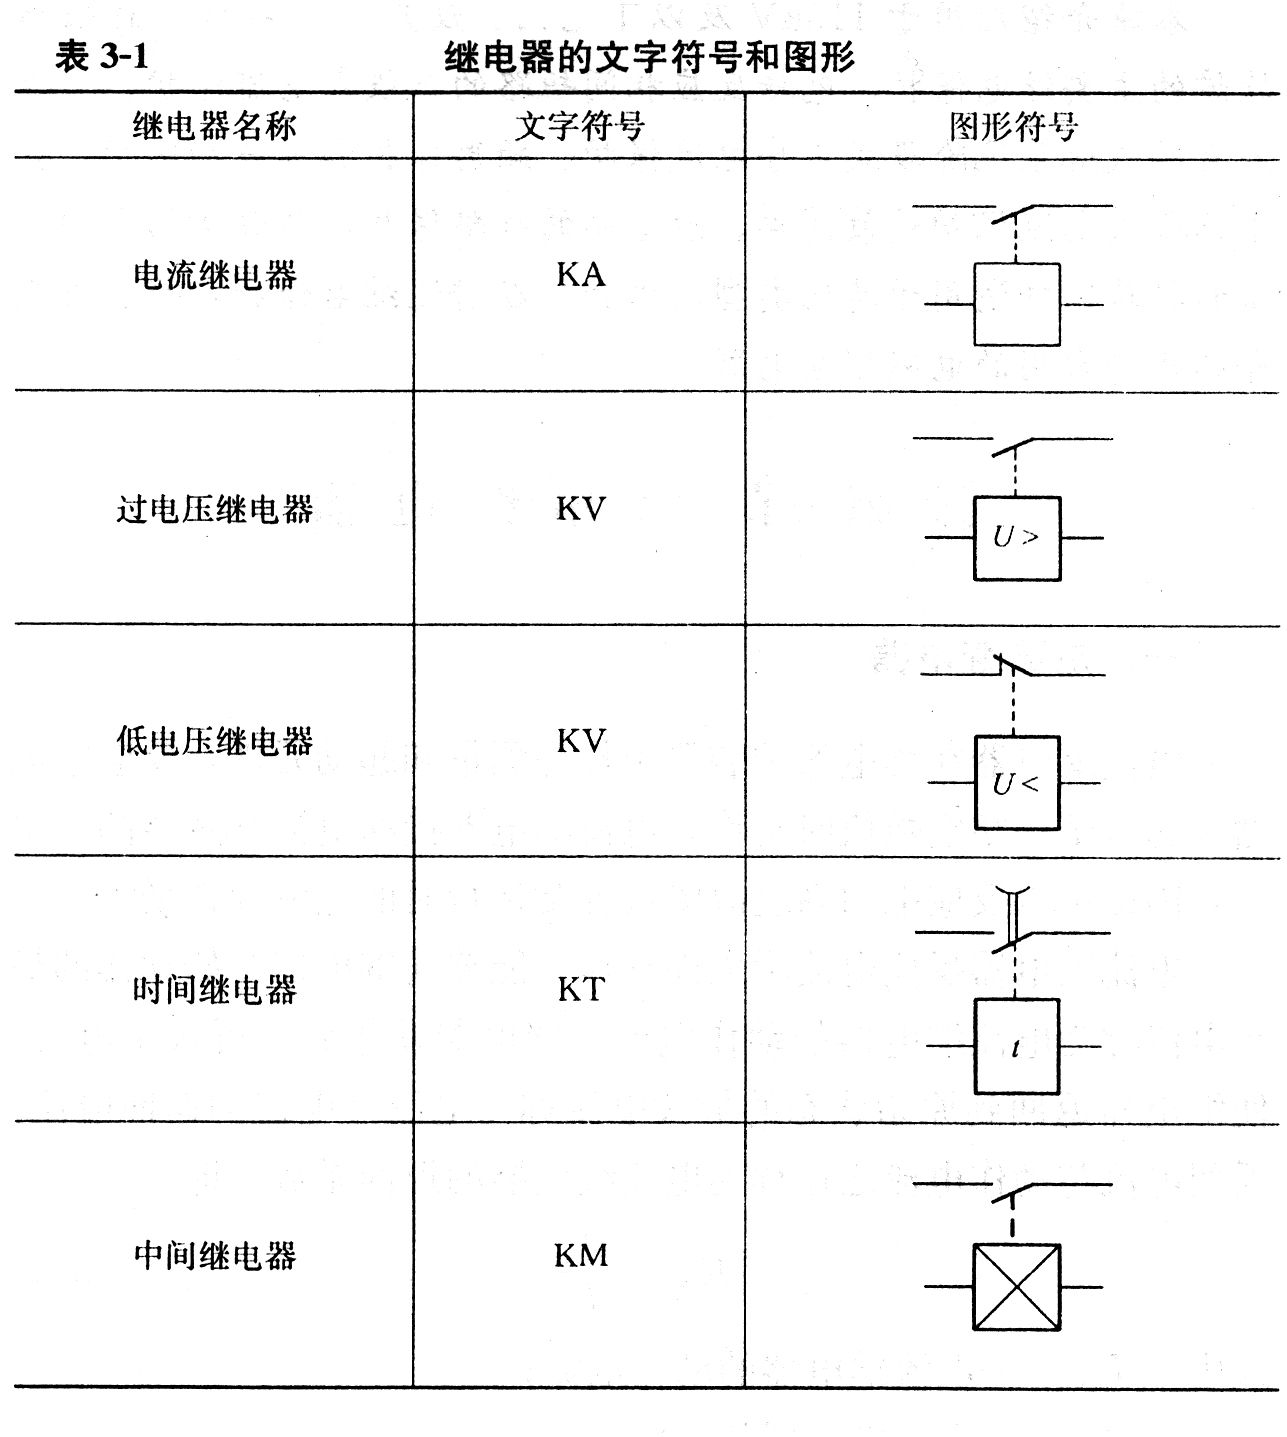 表 3-1 继电器的文字符号和图形
继电器名称 文字符号 图形符号
电流继电器 KA
过电压继电器 KV
U >
低电压继电器 KV
U <
时间继电器 KT
t
中间继电器 KM